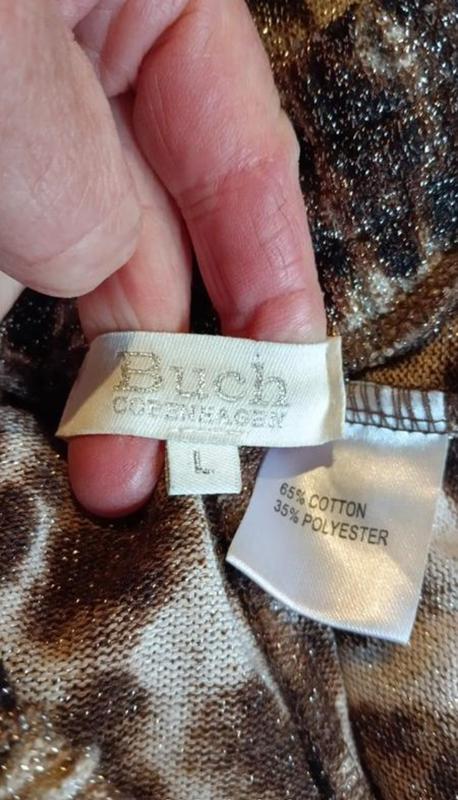 Buch
COPENHAGEN
L
65% COTTON
35% POLYESTER